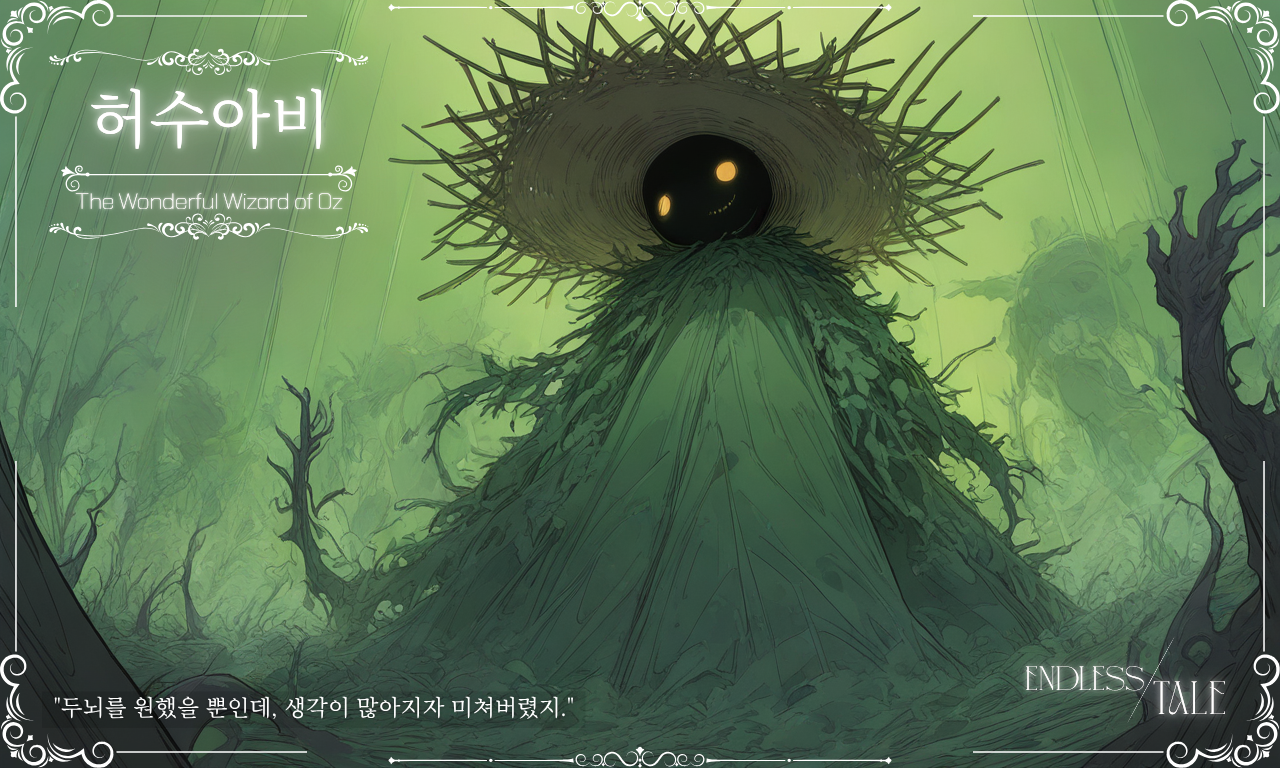 허수아비
The Wonderful Wizard of Oz
"두뇌를 원했을 뿐인데, 생각이 많아지자 미쳐버렸지."
ENDLESS
TALE